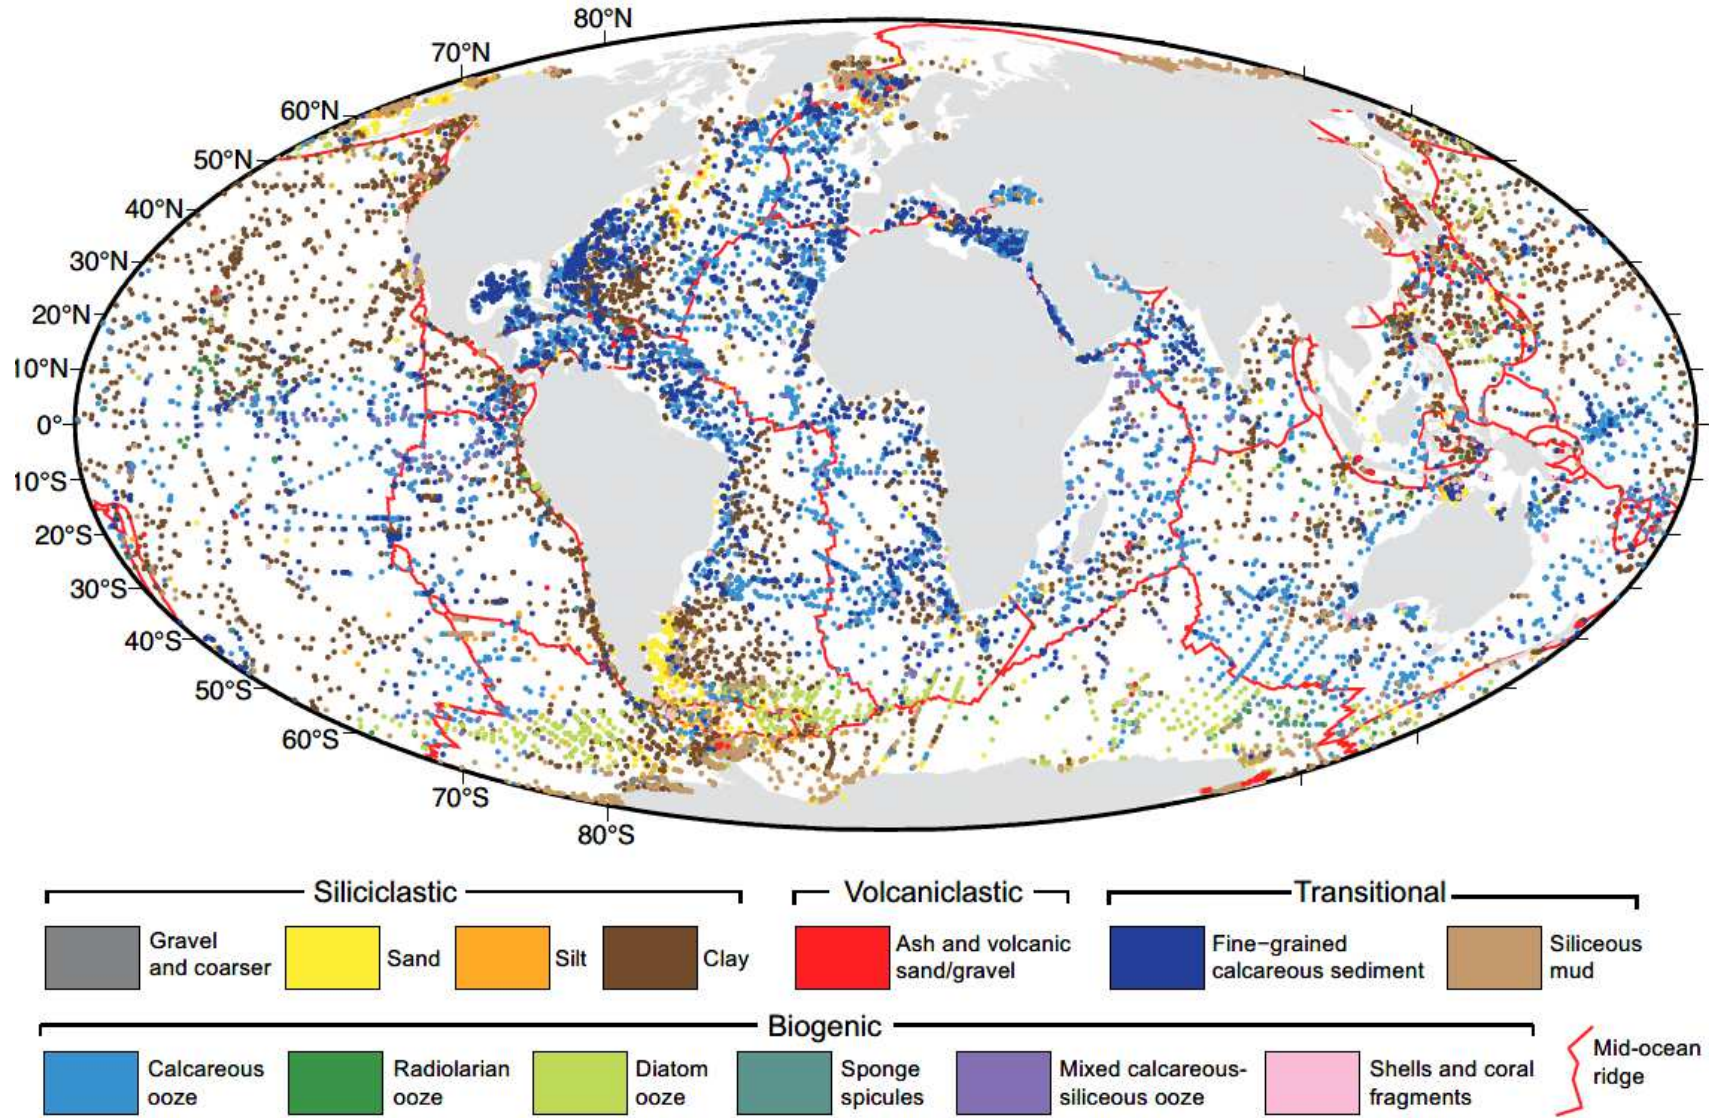 80°N
70°N
60°N
50°N
40°N
30°N
20°N
10°N
0°
10°S
20°S
30°S
40°S
50°S
60°S
70°S
80°S
Siliciclastic
Volcaniclastic
Transitional
Gravel
and coarser
Sand
Silt
Clay
Ash and volcanic
sand/gravel
Fine−grained
calcareous sediment
Siliceous
mud
Biogenic
Calcareous
ooze
Radiolarian
ooze
Diatom
ooze
Sponge
spicules
Mixed calcareous-
siliceous ooze
Shells and coral
fragments
Mid-ocean
ridge